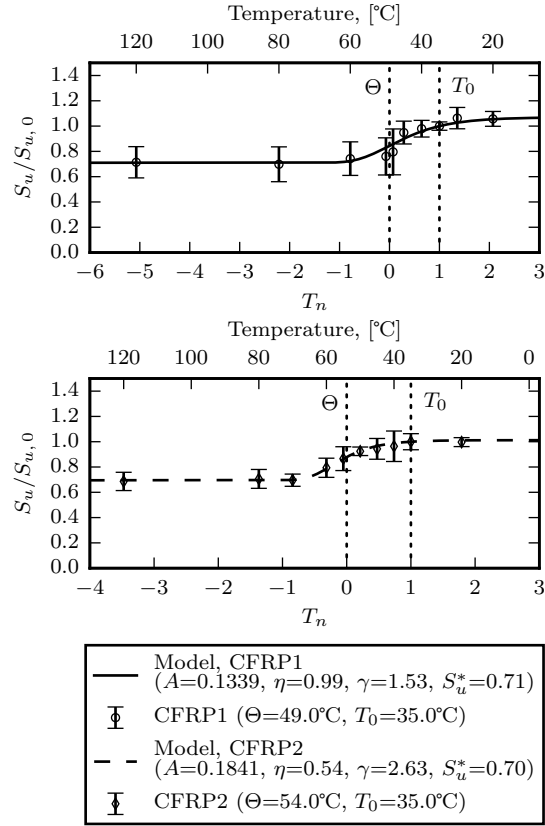 Temperature, [℃]
120 100 80 60 40 20
1.4
1.2
1.0
0.8
0.6
0.4
0.2
0.0
S_u/S_{u,0}
Θ T_0
−6 −5 −4 −3 −2 −1 0 1 2 3
T_n
Temperature, [℃]
120 100 80 60 40 20 0
1.4
1.2
1.0
0.8
0.6
0.4
0.2
0.0
S_u/S_{u,0}
Θ T_0
−4 −3 −2 −1 0 1 2 3
T_n
Model, CFRP1
(A=0.1339, η=0.99, γ=1.53, S_u^*=0.71)
CFRP1 (Θ=49.0℃, T_0=35.0℃)
Model, CFRP2
(A=0.1841, η=0.54, γ=2.63, S_u^*=0.70)
CFRP2 (Θ=54.0℃, T_0=35.0℃)